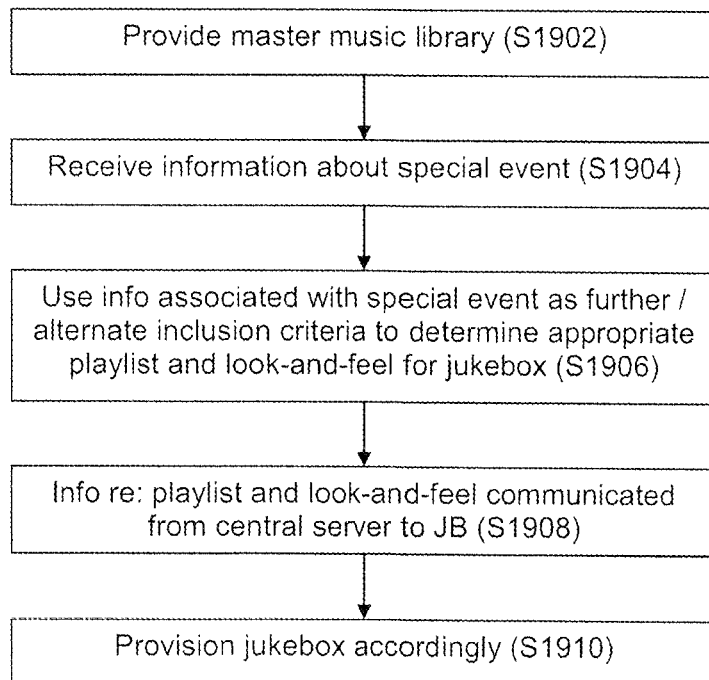 Provide master music library (S1902)
Receive information about special event (S1904)
Use info associated with special event as further /
alternate inclusion criteria to determine appropriate
playlist and look-and-feel for jukebox (S1906)
Info re: playlist and look-and-feel communicated
from central server to JB (S1908)
Provision jukebox accordingly (S1910)